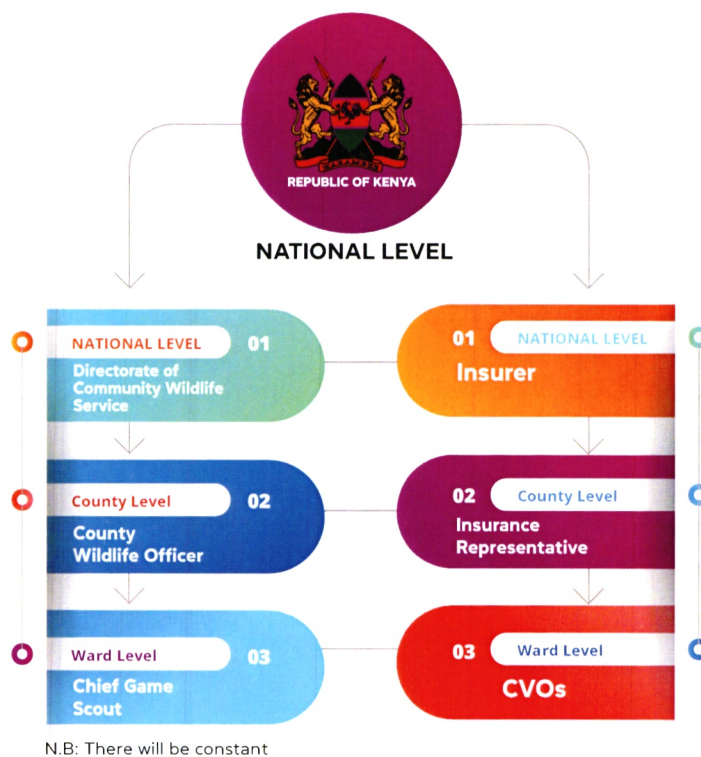 HARAMBEE
REPUBLIC OF KENYA
NATIONAL LEVEL
NATIONAL LEVEL 01
Directorate of
Community Wildlife
Service
01 NATIONAL LEVEL
Insurer
County Level 02
County
Wildlife Officer
02 County Level
Insurance
Representative
Ward Level 03
Chief Game
Scout
03 Ward Level
CVOs
N.B: There will be constant